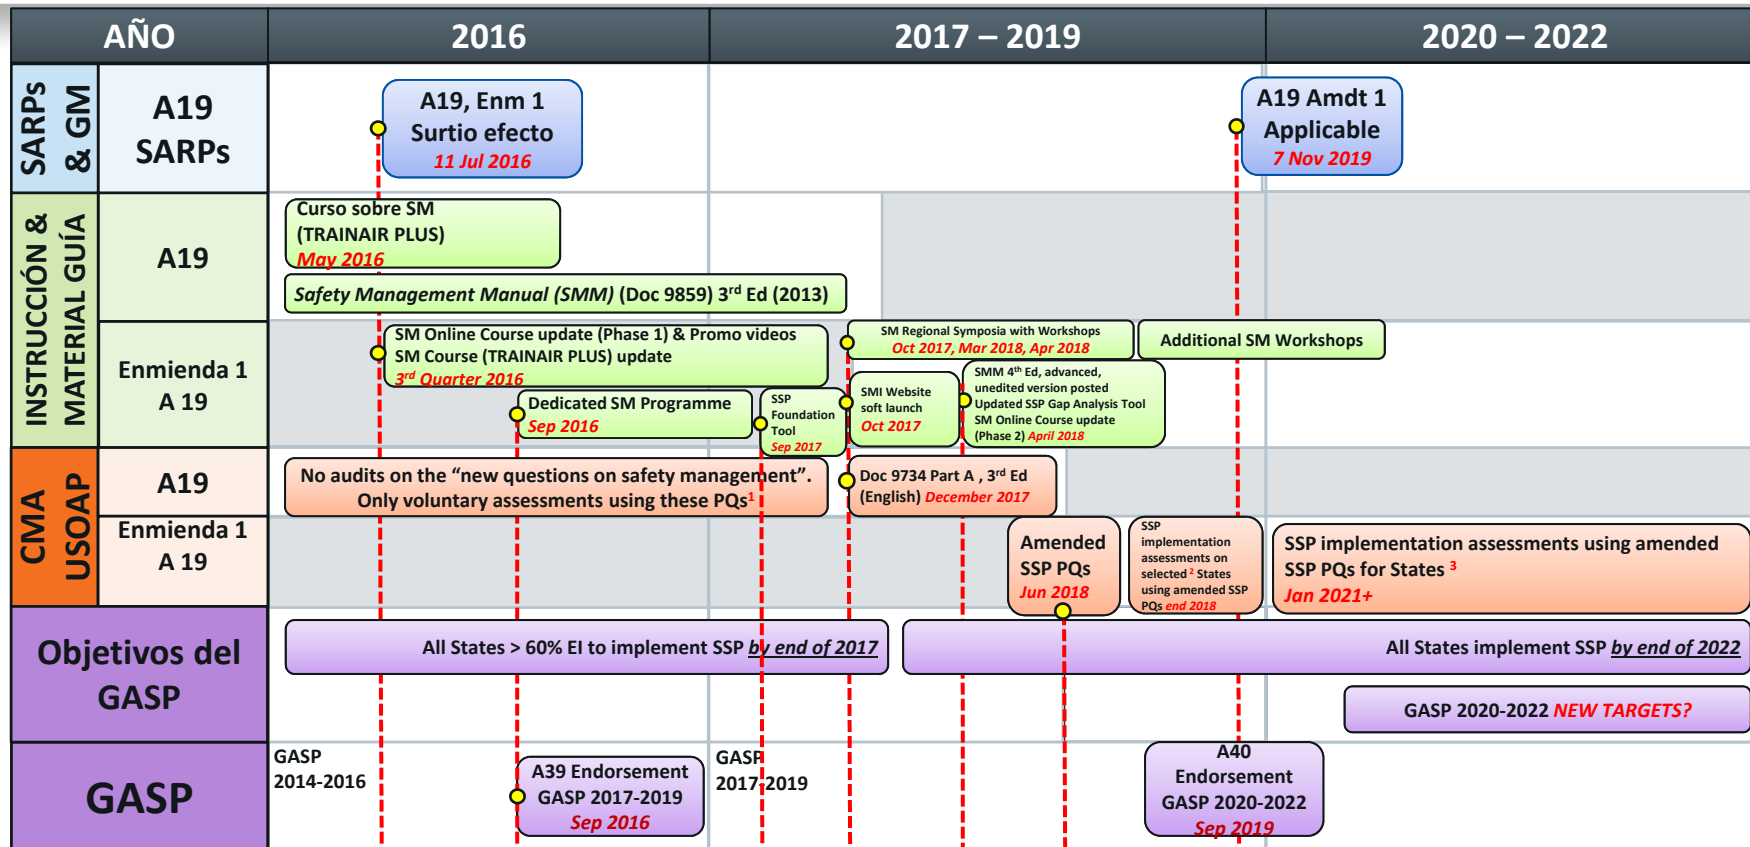 AÑO
2016
2017 – 2019
2020 – 2022
SARPs
& GM
A19
SARPs
A19, Enm 1
Surtio efecto
11 Jul 2016
A19 Amdt 1
Applicable
7 Nov 2019
INSTRUCCIÓN &
MATERIAL GUÍA
A19
Curso sobre SM
(TRAINAIR PLUS)
May 2016
Safety Management Manual (SMM) (Doc 9859) 3rd Ed (2013)
Enmienda 1
A 19
SM Online Course update (Phase 1) & Promo videos
SM Course (TRAINAIR PLUS) update
3rd Quarter 2016
Dedicated SM Programme
Sep 2016
SSP
Foundation
Tool
Sep 2017
SM Regional Symposia with Workshops
Oct 2017, Mar 2018, Apr 2018
SMI Website
soft launch
Oct 2017
SMM 4th Ed, advanced,
unedited version posted
Updated SSP Gap Analysis Tool
SM Online Course update
(Phase 2) April 2018
Additional SM Workshops
CMA
USOAP
A19
No audits on the “new questions on safety management”.
Only voluntary assessments using these PQs1
Doc 9734 Part A , 3rd Ed
(English) December 2017
Enmienda 1
A 19
Amended
SSP PQs
Jun 2018
SSP
implementation
assessments on
selected 2 States
using amended SSP
PQs end 2018
SSP implementation assessments using amended
SSP PQs for States 3
Jan 2021+
Objetivos del
GASP
All States > 60% EI to implement SSP by end of 2017
All States implement SSP by end of 2022
GASP 2020-2022 NEW TARGETS?
GASP
GASP
2014-2016
A39 Endorsement
GASP 2017-2019
Sep 2016
GASP
2017-2019
A40
Endorsement
GASP 2020-2022
Sep 2019